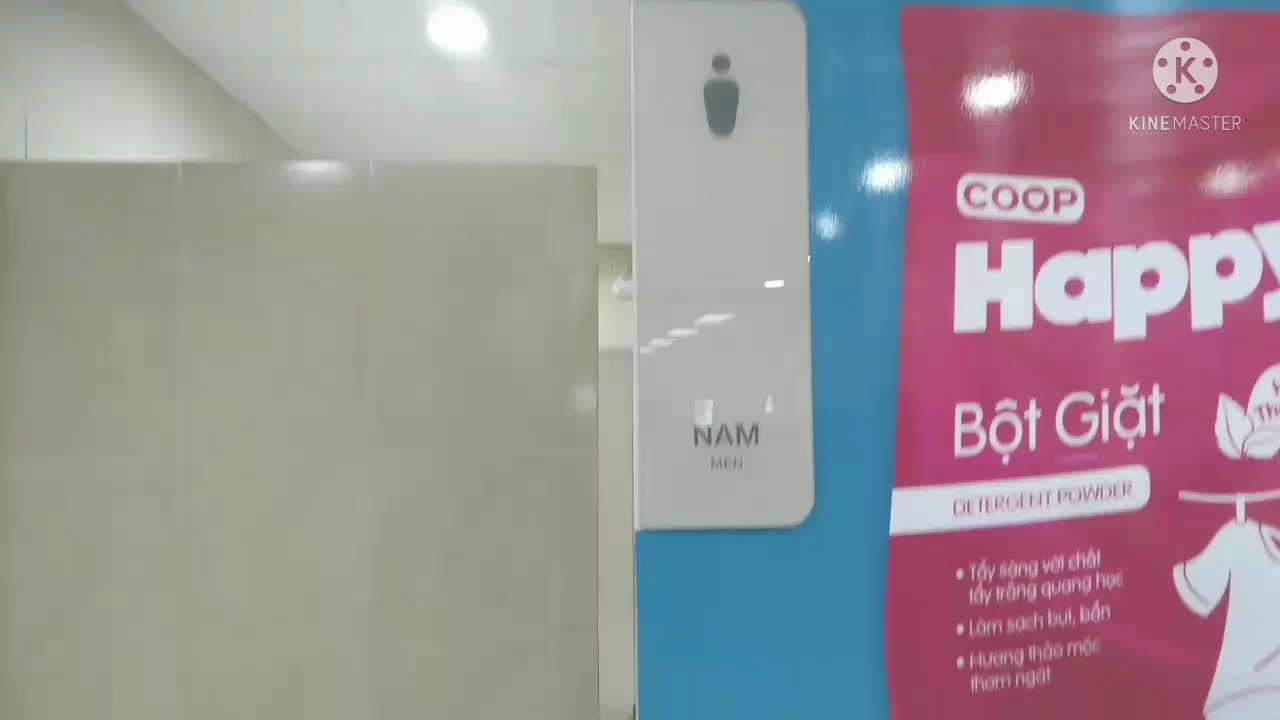 NAM
MEN
K
KINEMASTER
COOP
Happy
Bột Giặt
DETERGENT POWDER
• Tẩy sáng với chất
tẩy trắng quang học
• Làm sạch bụi, bẩn
• Hương thảo mộc
thơm ngát